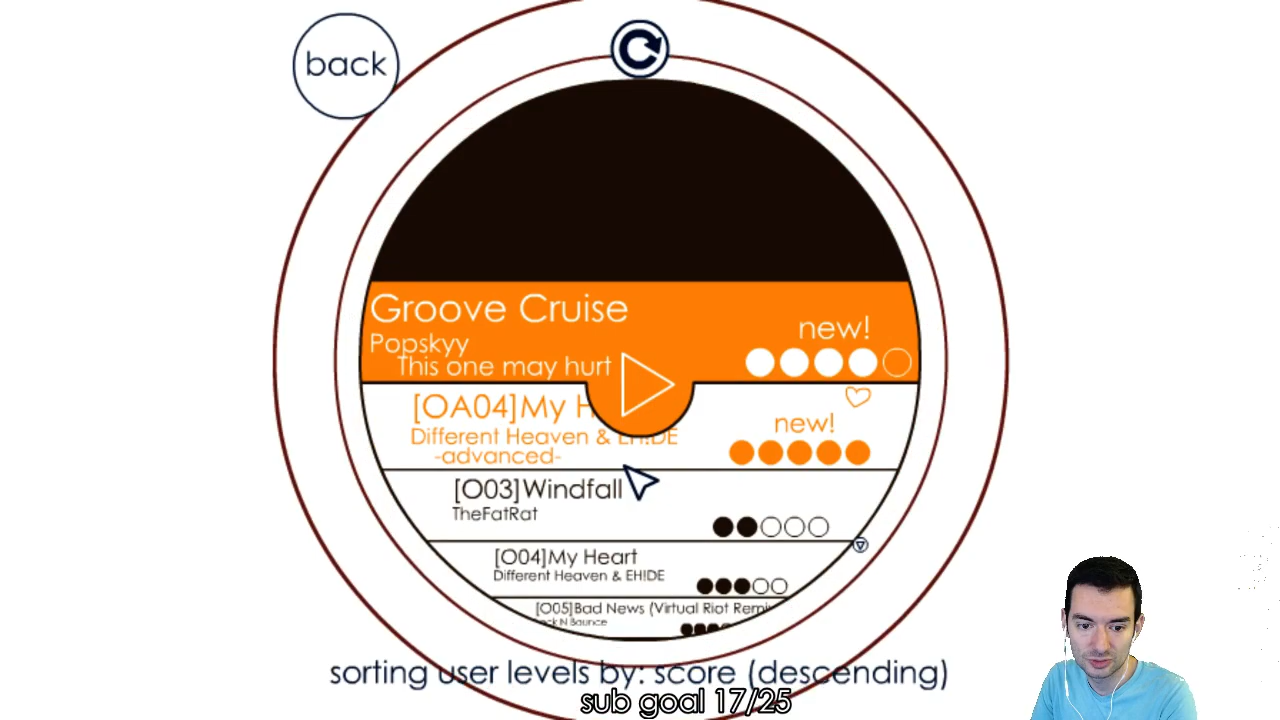 back
Groove Cruise
Popskyy
This one may hurt
new!
[OA04]My H
Different Heaven & EH!DE
-advanced-
new!
[O03]Windfall
TheFatRat
[O04]My Heart
Different Heaven & EH!DE
[O05]Bad News (Virtual Riot Remix
N Bounce
sorting user levels by: score (descending)
sub goal 17/25